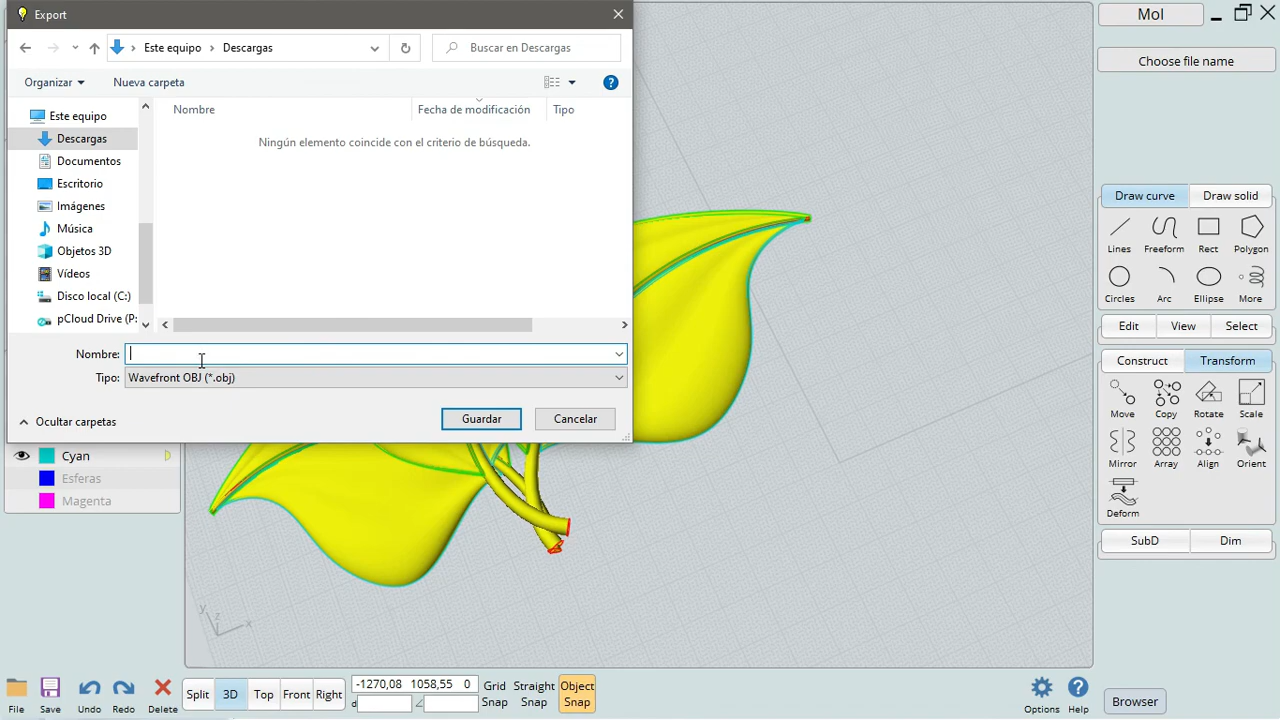 Export
MoI
Este equipo > Descargas
Buscar en Descargas
Choose file name
Organizar
Nueva carpeta
Nombre
Fecha de modificación
Tipo
Este equipo
Descargas
Documentos
Escritorio
Imágenes
Música
Objetos 3D
Vídeos
Disco local (C:)
pCloud Drive (P:
Ningún elemento coincide con el criterio de búsqueda.
Nombre:
Tipo:
Wavefront OBJ (*.obj)
Ocultar carpetas
Guardar
Cancelar
Cyan
Esferas
Magenta
Draw curve
Draw solid
Lines
Freeform
Rect
Polygon
Circles
Arc
Ellipse
More
Edit
View
Select
Construct
Transform
Move
Copy
Rotate
Scale
Mirror
Array
Align
Orient
Deform
SubD
Dim
y
z
x
File
Save
Undo
Redo
Delete
Split
3D
Top
Front
Right
-1270,08 1058,55 0
d
Grid Snap
Straight Snap
Object Snap
Options
Help
Browser